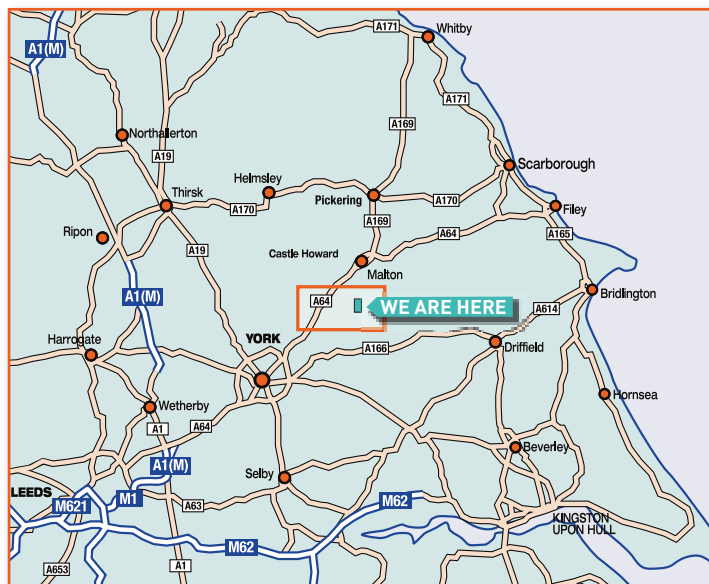 A171
Whitby
A1(M)
A171
A169
Northallerton
A19
Scarborough
Helmsley
Thirsk
Pickering
A170
A170
Filey
A169
Ripon
A19
A64
A165
Castle Howard
Malton
A1(M)
A64
WE ARE HERE
Bridlington
A614
Harrogate
YORK
A166
Driffield
Hornsea
Wetherby
A1
A64
Beverley
A1(M)
Selby
LEEDS
M621
M1
A63
M62
KINGSTON
UPON HULL
M62
A653
A1